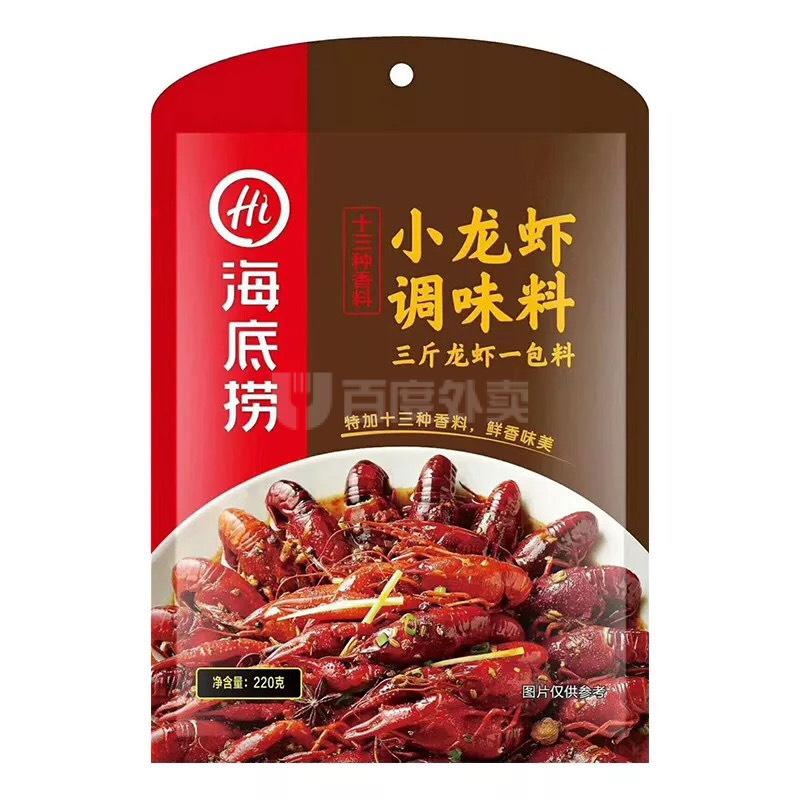 Hi
海底捞
十三种香料
小龙虾
调味料
三斤龙虾一包料
百度外卖
特加十三种香料，鲜香味美
净含量：220克
图片仅供参考